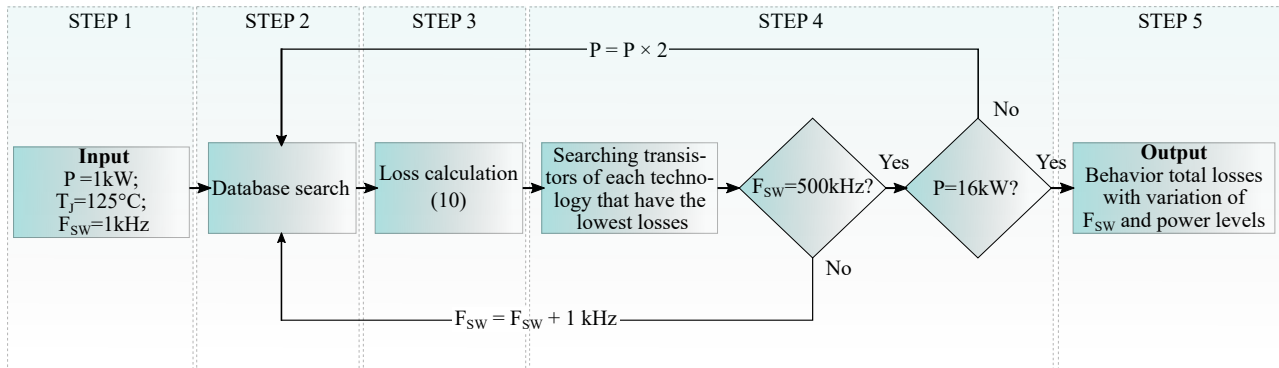 STEP 1
STEP 2
STEP 3
STEP 4
STEP 5
P = P × 2
No
Input
P =1kW;
T_J=125°C;
F_SW=1kHz
Database search
Loss calculation
(10)
Searching transis-
tors of each techno-
logy that have the
lowest losses
F_SW=500kHz?
Yes
P=16kW?
Yes
Output
Behavior total losses
with variation of
F_SW and power levels
No
F_SW = F_SW + 1 kHz